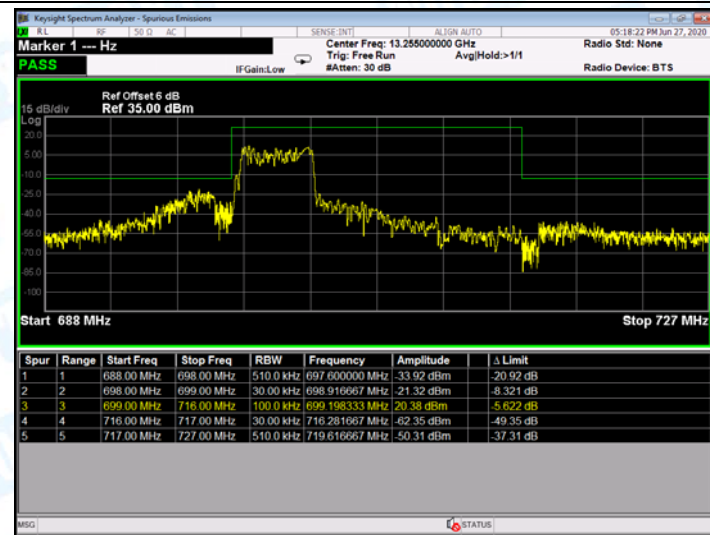 Keysight Spectrum Analyzer - Spurious Emissions
RL RF 50 Ω AC SENSE:INT ALIGN AUTO 05:18:22 PM Jun 27, 2020
Marker 1 --- Hz Center Freq: 13.255000000 GHz Radio Std: None
Trig: Free Run Avg|Hold:>1/1
PASS IFGain:Low #Atten: 30 dB Radio Device: BTS
Ref Offset 6 dB
15 dB/div Ref 35.00 dBm
Log
20.0
5.00
-10.0
-25.0
-40.0
-55.0
-70.0
-85.0
-100
Start 688 MHz Stop 727 MHz
Spur Range Start Freq Stop Freq RBW Frequency Amplitude Δ Limit
1 1 688.00 MHz 698.00 MHz 510.0 kHz 697.600000 MHz -33.92 dBm -20.92 dB
2 2 698.00 MHz 699.00 MHz 30.00 kHz 698.916667 MHz -21.32 dBm -8.321 dB
3 3 699.00 MHz 716.00 MHz 100.0 kHz 699.198333 MHz 20.38 dBm -5.622 dB
4 4 716.00 MHz 717.00 MHz 30.00 kHz 716.281667 MHz -62.35 dBm -49.35 dB
5 5 717.00 MHz 727.00 MHz 510.0 kHz 719.616667 MHz -50.31 dBm -37.31 dB
MSG STATUS